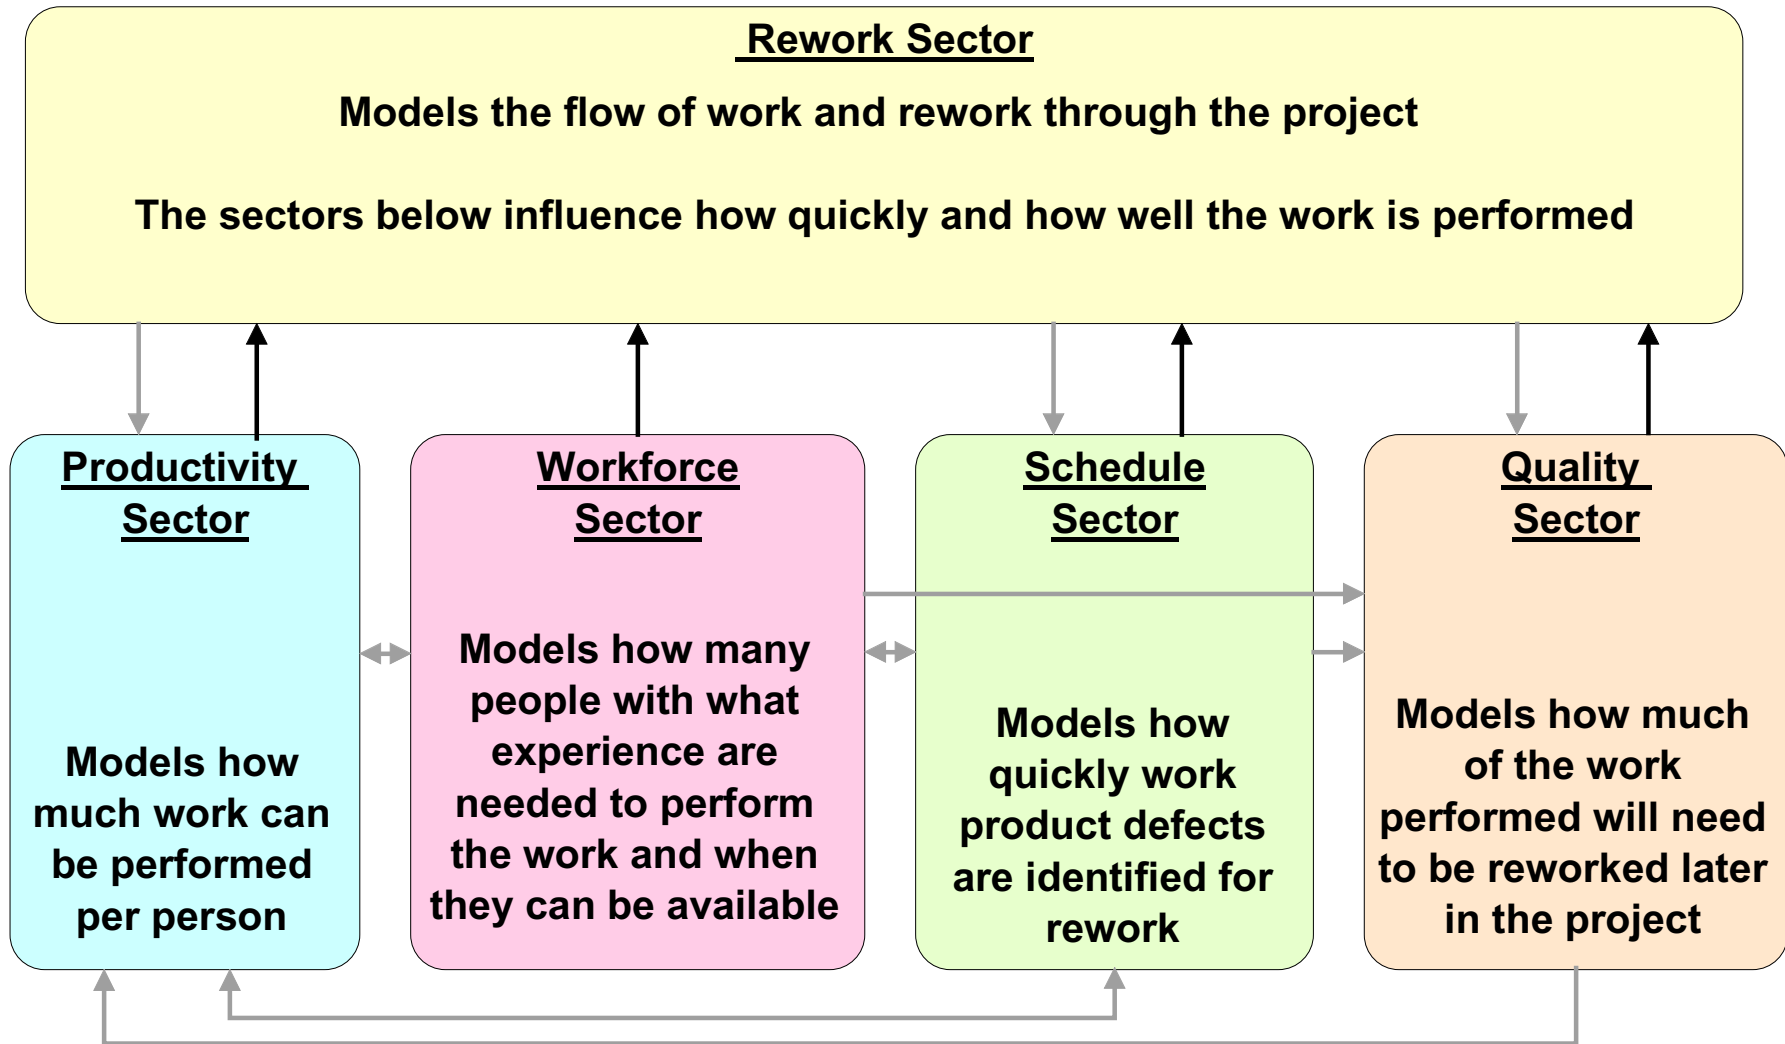 Rework Sector
Models the flow of work and rework through the project
The sectors below influence how quickly and how well the work is performed
Productivity
Sector
Models how
much work can
be performed
per person
Workforce
Sector
Models how many
people with what
experience are
needed to perform
the work and when
they can be available
Schedule
Sector
Models how
quickly work
product defects
are identified for
rework
Quality
Sector
Models how much
of the work
performed will need
to be reworked later
in the project